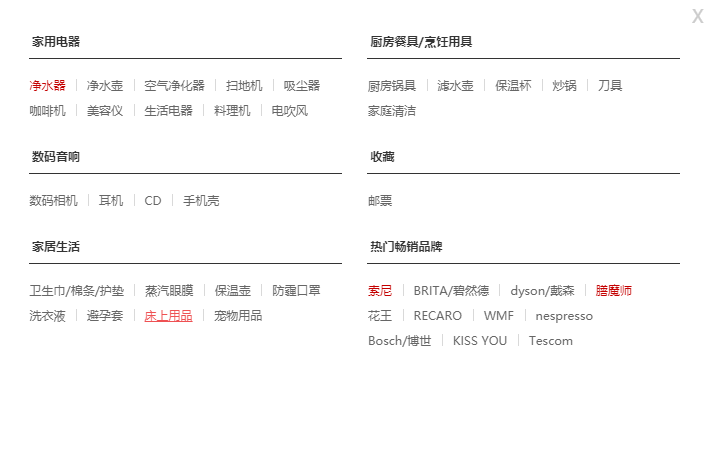 X
家用电器
净水器 净水壶 空气净化器 扫地机 吸尘器
咖啡机 美容仪 生活电器 料理机 电吹风
厨房餐具/烹饪用具
厨房锅具 滤水壶 保温杯 炒锅 刀具
家庭清洁
数码音响
数码相机 耳机 CD 手机壳
收藏
邮票
家居生活
卫生巾/棉条/护垫 蒸汽眼膜 保温壶 防霾口罩
洗衣液 避孕套 床上用品 宠物用品
热门畅销品牌
索尼 BRITA/碧然德 dyson/戴森 膳魔师
花王 RECARO WMF nespresso
Bosch/博世 KISS YOU Tescom